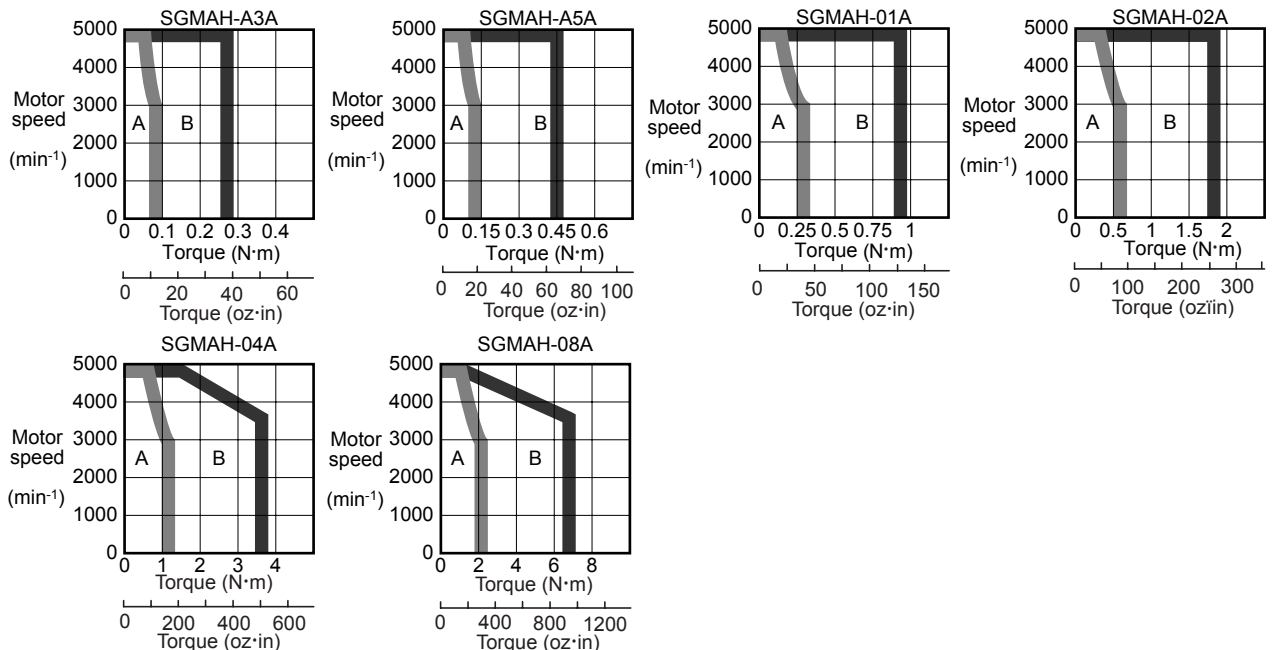 SGMAH-A3A
5000
4000
3000
2000
1000
0
Motor
speed
(min-1)
A
B
0 0.1 0.2 0.3 0.4
Torque (N·m)
0 20 40 60
Torque (oz·in)
SGMAH-A5A
5000
4000
3000
2000
1000
0
Motor
speed
(min-1)
A
B
0 0.15 0.3 0.45 0.6
Torque (N·m)
0 20 40 60 80 100
Torque (oz·in)
SGMAH-01A
5000
4000
3000
2000
1000
0
Motor
speed
(min-1)
A
B
0 0.25 0.5 0.75 1
Torque (N·m)
0 50 100 150
Torque (oz·in)
SGMAH-02A
5000
4000
3000
2000
1000
0
Motor
speed
(min-1)
A
B
0 0.5 1 1.5 2
Torque (N·m)
0 100 200 300
Torque (ozïin)
SGMAH-04A
5000
4000
3000
2000
1000
0
Motor
speed
(min-1)
A
B
0 1 2 3 4
Torque (N·m)
0 200 400 600
Torque (oz·in)
SGMAH-08A
5000
4000
3000
2000
1000
0
Motor
speed
(min-1)
A
B
0 2 4 6 8
Torque (N·m)
0 400 800 1200
Torque (oz·in)